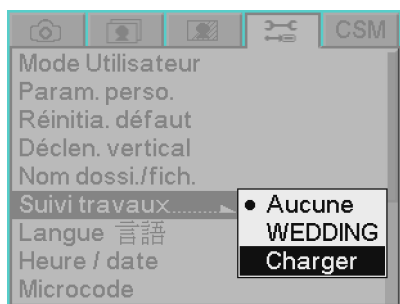 CSM
Mode Utilisateur
Param. perso.
Réinitia. défaut
Déclen. vertical
Nom dossi./fich.
Suivi travaux.........
Langue 言語
Heure / date
Microcode
• Aucune
WEDDING
Charger